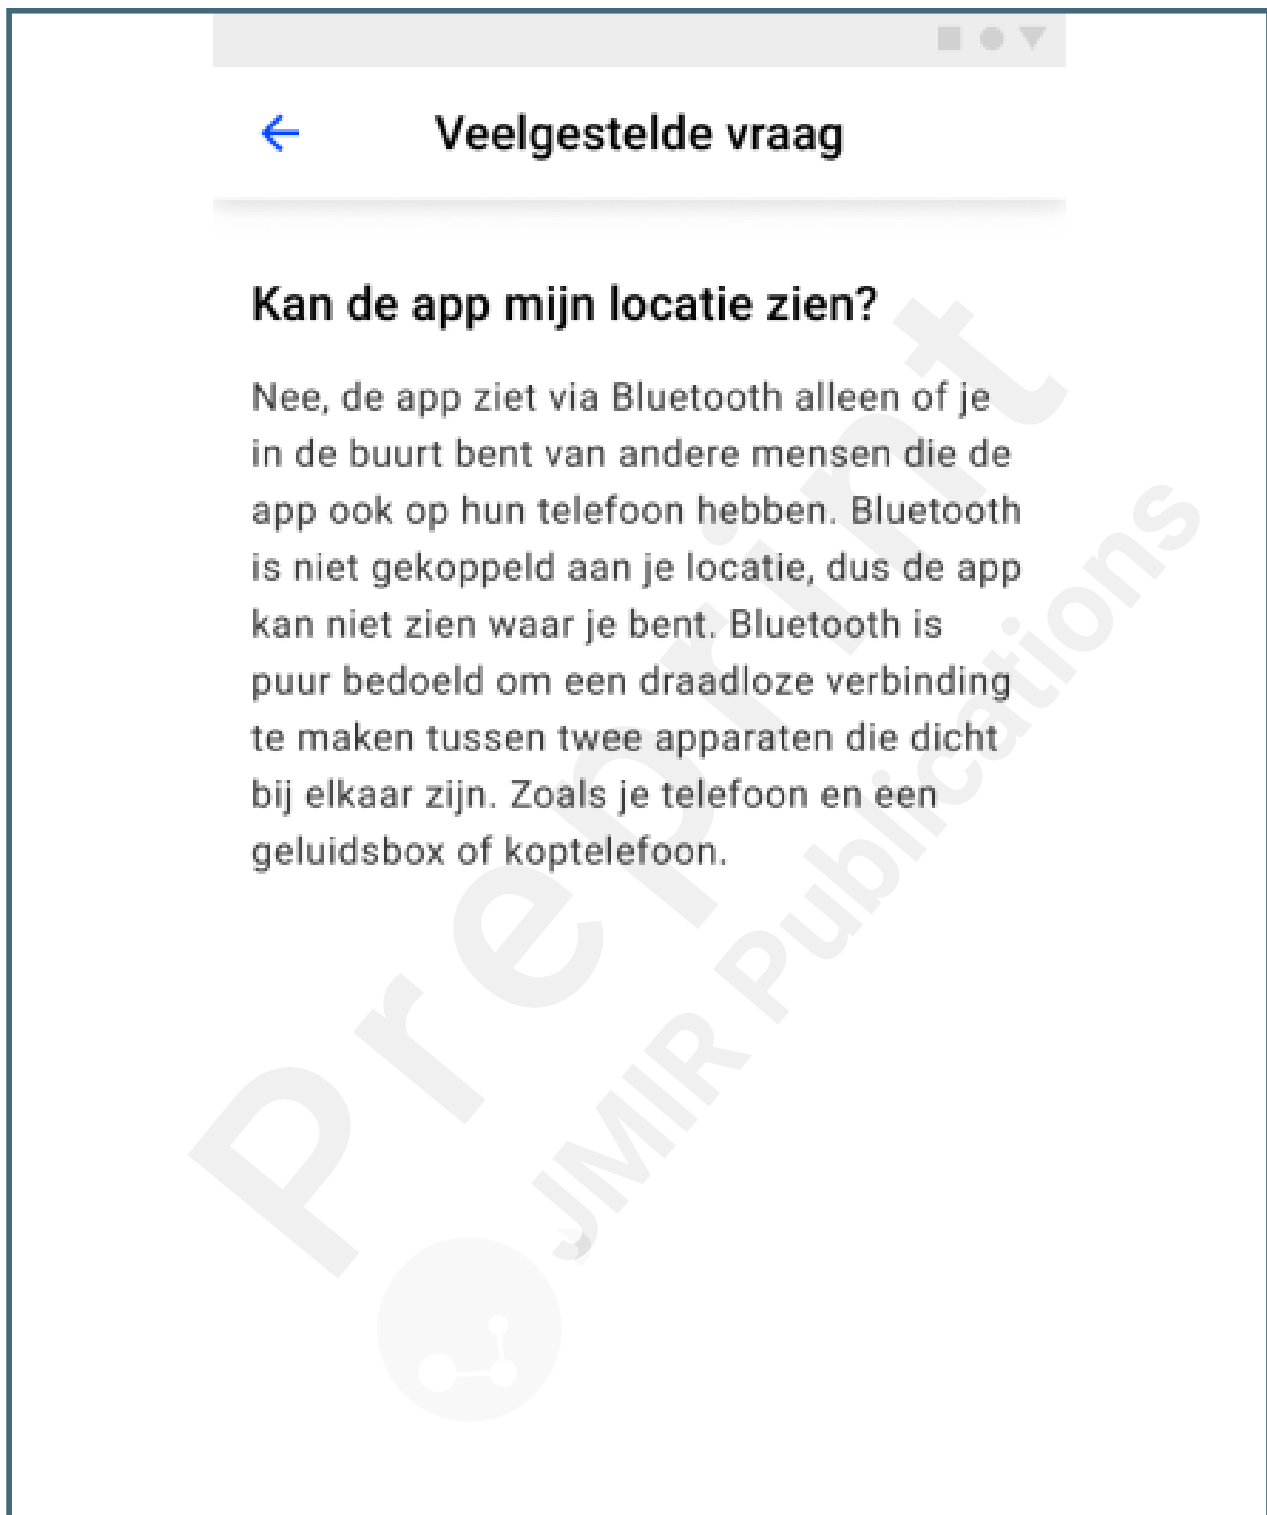 Veelgestelde vraag
Kan de app mijn locatie zien?
Nee, de app ziet via Bluetooth alleen of je
in de buurt bent van andere mensen die de
app ook op hun telefoon hebben. Bluetooth
is niet gekoppeld aan je locatie, dus de app
kan niet zien waar je bent. Bluetooth is
puur bedoeld om een draadloze verbinding
te maken tussen twee apparaten die dicht
bij elkaar zijn. Zoals je telefoon en een
geluidsbox of koptelefoon.
Preprint
JMIR Publications